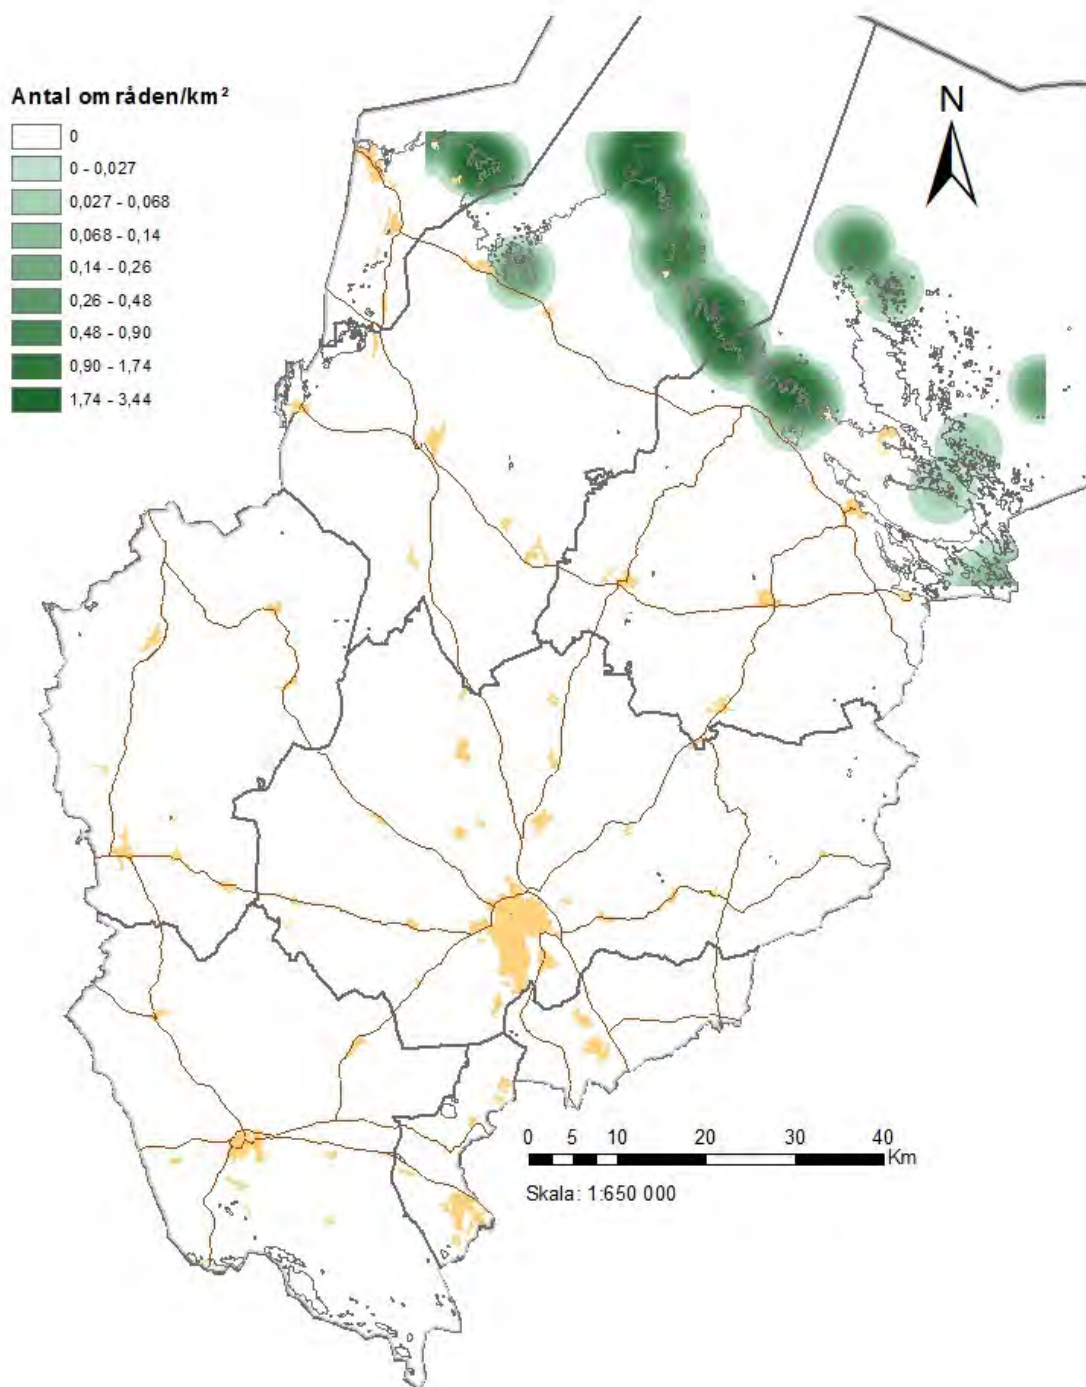 Antal områden/km²
0
0 - 0,027
0,027 - 0,068
0,068 - 0,14
0,14 - 0,26
0,26 - 0,48
0,48 - 0,90
0,90 - 1,74
1,74 - 3,44
N
0 5 10 20 30 40
Km
Skala: 1:650 000